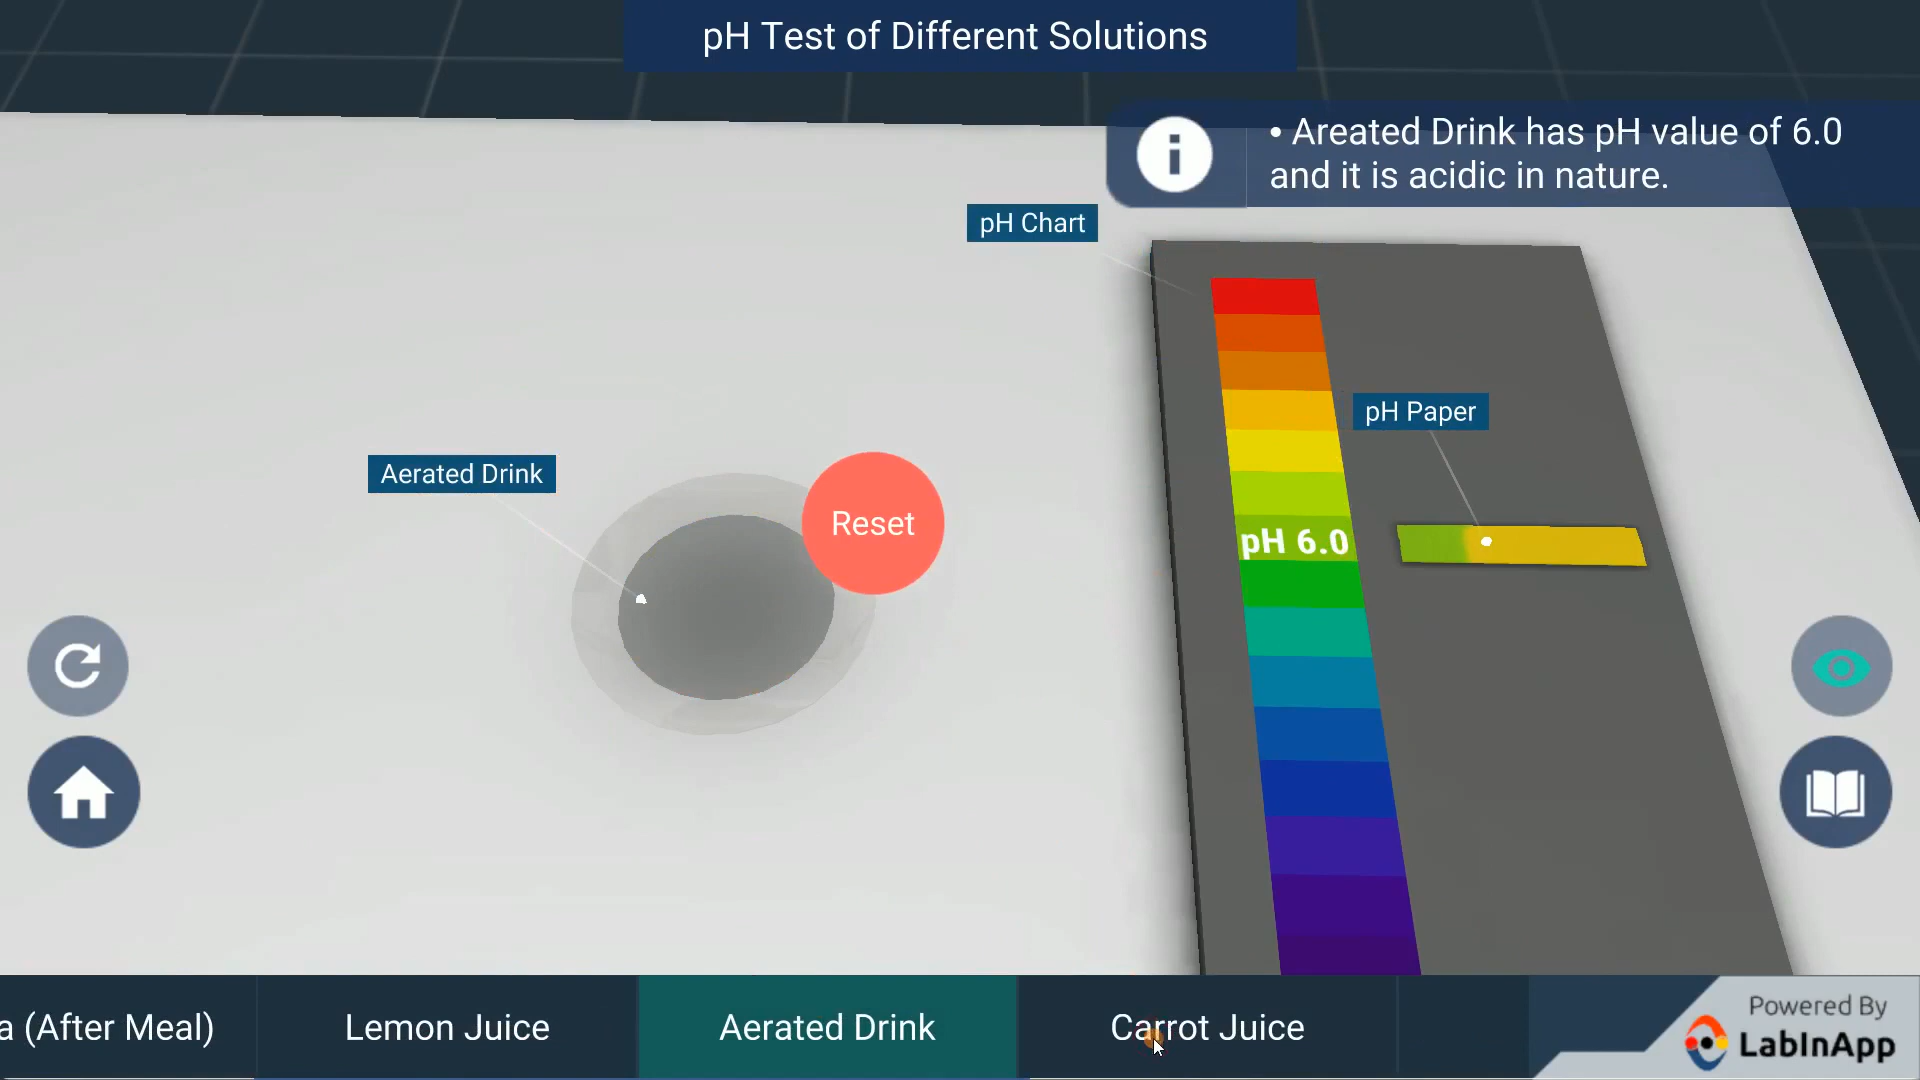 pH Test of Different Solutions
• Areated Drink has pH value of 6.0
and it is acidic in nature.
pH Chart
pH Paper
Aerated Drink
Reset
pH 6.0
a (After Meal)
Lemon Juice
Aerated Drink
Carrot Juice
Powered By
LabInApp